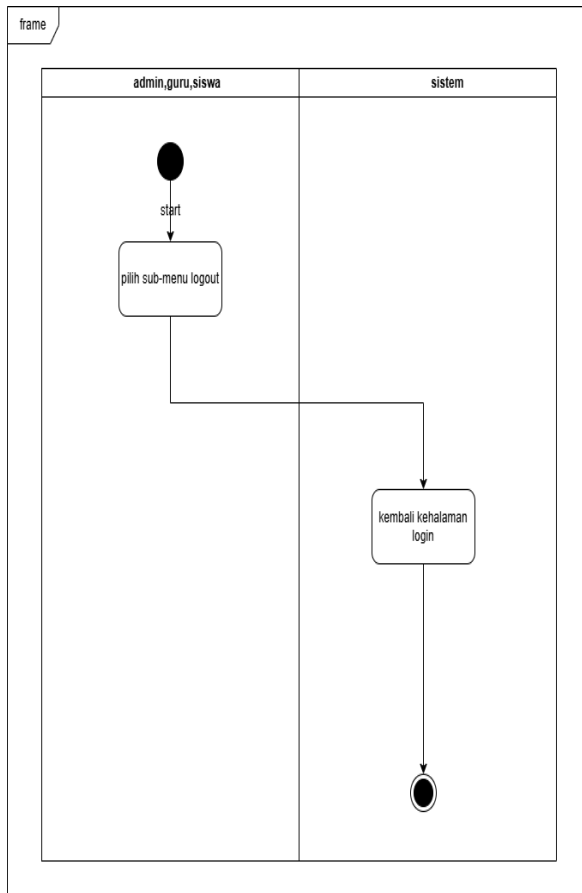 frame
admin,guru,siswa
sistem
start
pilih sub-menu logout
kembali kehalaman
login